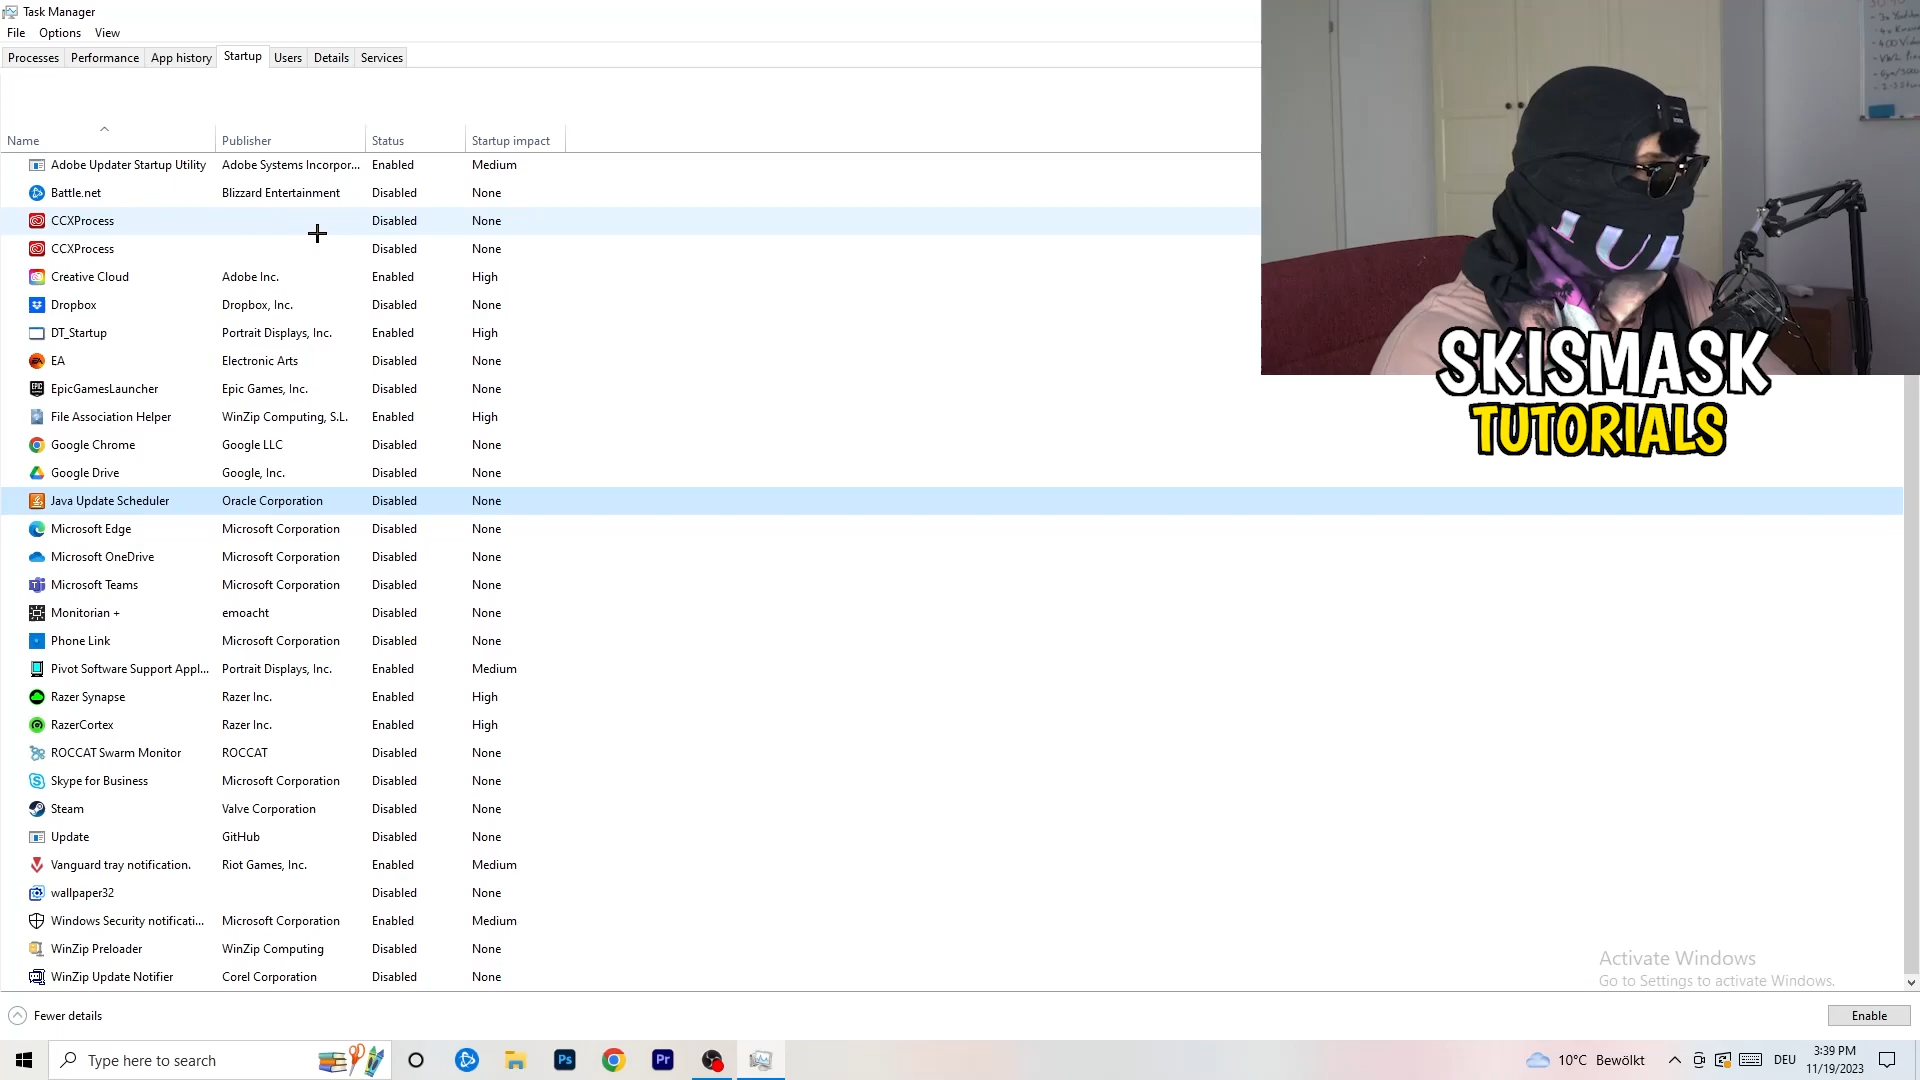 Task Manager
File Options View
Processes Performance App history Startup Users Details Services
Name Publisher Status Startup impact
Adobe Updater Startup Utility Adobe Systems Incorpor... Enabled Medium
Battle.net Blizzard Entertainment Disabled None
CCXProcess Disabled None
CCXProcess Disabled None
Creative Cloud Adobe Inc. Enabled High
Dropbox Dropbox, Inc. Disabled None
DT_Startup Portrait Displays, Inc. Enabled High
EA Electronic Arts Disabled None
EpicGamesLauncher Epic Games, Inc. Disabled None
File Association Helper WinZip Computing, S.L. Enabled High
Google Chrome Google LLC Disabled None
Google Drive Google, Inc. Disabled None
Java Update Scheduler Oracle Corporation Disabled None
Microsoft Edge Microsoft Corporation Disabled None
Microsoft OneDrive Microsoft Corporation Disabled None
Microsoft Teams Microsoft Corporation Disabled None
Monitorian + emoacht Disabled None
Phone Link Microsoft Corporation Disabled None
Pivot Software Support Appl... Portrait Displays, Inc. Enabled Medium
Razer Synapse Razer Inc. Enabled High
RazerCortex Razer Inc. Enabled High
ROCCAT Swarm Monitor ROCCAT Disabled None
Skype for Business Microsoft Corporation Disabled None
Steam Valve Corporation Disabled None
Update GitHub Disabled None
Vanguard tray notification. Riot Games, Inc. Enabled Medium
wallpaper32 Disabled None
Windows Security notificati... Microsoft Corporation Enabled Medium
WinZip Preloader WinZip Computing Disabled None
WinZip Update Notifier Corel Corporation Disabled None
SKISMASK
TUTORIALS
Activate Windows
Go to Settings to activate Windows.
Fewer details
Enable
Type here to search
Ps
Pr
10°C Bewölkt
DEU
3:39 PM
11/19/2023